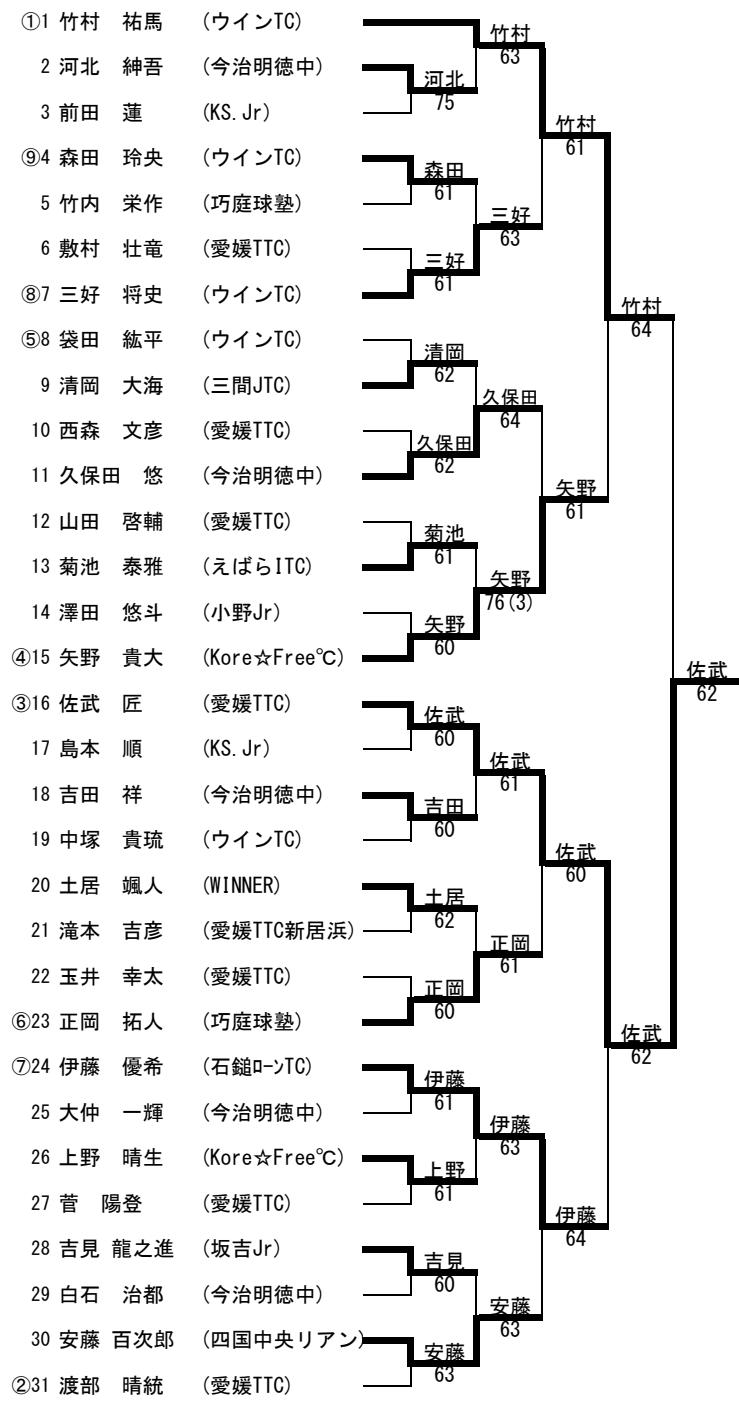 ①1 竹村 祐馬 (ウインTC)
2 河北 紳吾 (今治明徳中)
3 前田 蓮 (KS.Jr)
⑨4 森田 玲央 (ウインTC)
5 竹内 栄作 (巧庭球塾)
6 敷村 壮竜 (愛媛TTC)
⑧7 三好 将史 (ウインTC)
⑤8 袋田 紘平 (ウインTC)
9 清岡 大海 (三間JTC)
10 西森 文彦 (愛媛TTC)
11 久保田 悠 (今治明徳中)
12 山田 啓輔 (愛媛TTC)
13 菊池 泰雅 (えばらITC)
14 澤田 悠斗 (小野Jr)
④15 矢野 貴大 (Kore☆Free℃)
③16 佐武 匠 (愛媛TTC)
17 島本 順 (KS.Jr)
18 吉田 祥 (今治明徳中)
19 中塚 貴琉 (ウインTC)
20 土居 颯人 (WINNER)
21 滝本 吉彦 (愛媛TTC新居浜)
22 玉井 幸太 (愛媛TTC)
⑥23 正岡 拓人 (巧庭球塾)
⑦24 伊藤 優希 (石鎚ﾛｰﾝTC)
25 大仲 一輝 (今治明徳中)
26 上野 晴生 (Kore☆Free℃)
27 菅 陽登 (愛媛TTC)
28 吉見 龍之進 (坂吉Jr)
29 白石 治都 (今治明徳中)
30 安藤 百次郎 (四国中央リアン)
②31 渡部 晴統 (愛媛TTC)
河北
75
森田
61
三好
61
清岡
62
久保田
62
菊池
61
矢野
60
佐武
60
吉田
60
土居
62
正岡
60
伊藤
61
上野
61
吉見
60
安藤
63
竹村
63
三好
63
久保田
64
矢野
76(3)
佐武
61
正岡
61
伊藤
63
安藤
63
竹村
61
矢野
61
佐武
60
伊藤
64
竹村
64
佐武
62
佐武
62